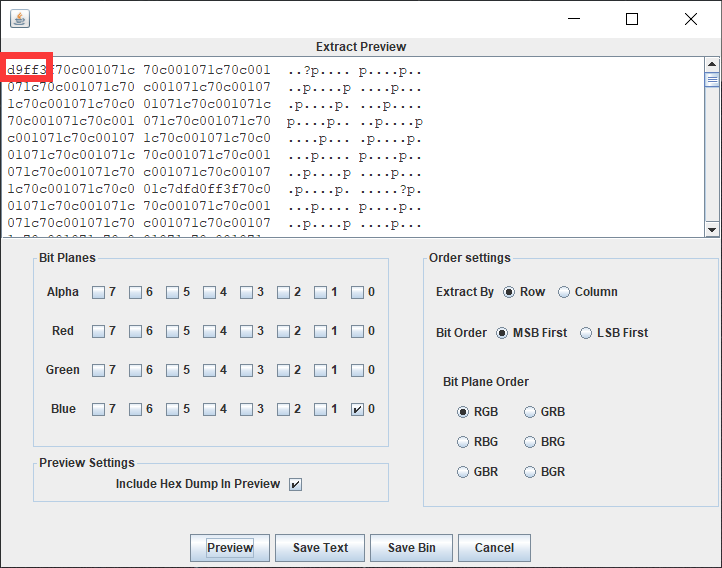 Extract Preview
d9ff3f70c001071c 70c001071c70c001 ..?p.... p....p..
071c70c001071c70 c001071c70c00107 ..p....p ....p...
1c70c001071c70c0 01071c70c001071c .p....p. ...p....
70c001071c70c001 071c70c001071c70 p....p.. ..p....p
c001071c70c00107 1c70c001071c70c0 ....p... .p....p.
01071c70c001071c 70c001071c70c001 ...p.... p....p..
071c70c001071c70 c001071c70c00107 ..p....p ....p...
1c70c001071c70c0 01c7dfd0ff3f70c0 .p....p. .....?p.
01071c70c001071c 70c001071c70c001 ...p.... p....p..
071c70c001071c70 c001071c70c00107 ..p....p ....p...
Bit Planes
Alpha 7 6 5 4 3 2 1 0
Red 7 6 5 4 3 2 1 0
Green 7 6 5 4 3 2 1 0
Blue 7 6 5 4 3 2 1 0
Preview Settings
Include Hex Dump In Preview
Order settings
Extract By Row Column
Bit Order MSB First LSB First
Bit Plane Order
RGB GRB
RBG BRG
GBR BGR
Preview Save Text Save Bin Cancel